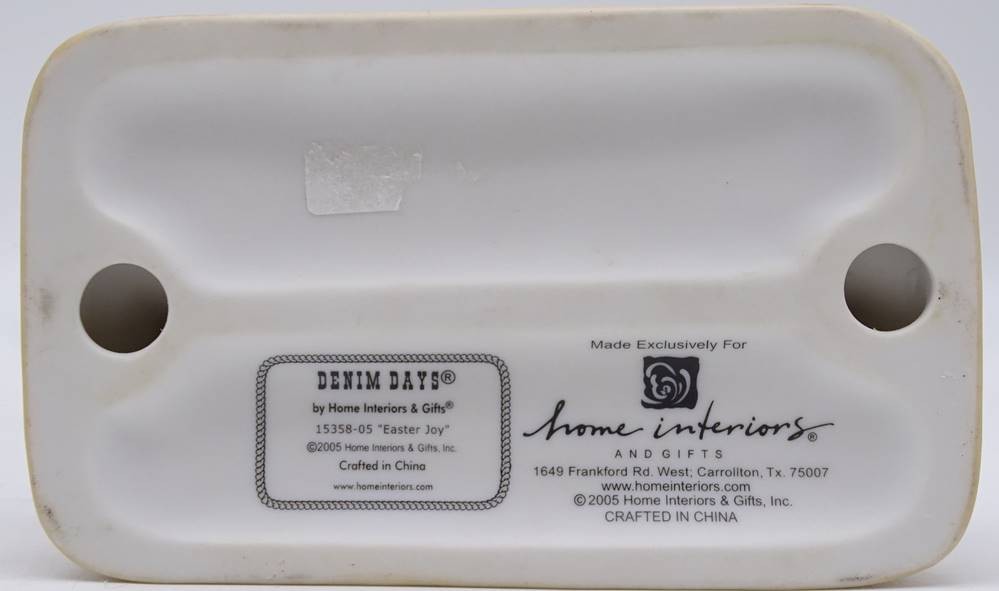 DENIM DAYS®
by Home Interiors & Gifts®
15358-05 "Easter Joy"
©2005 Home Interiors & Gifts, Inc.
Crafted in China
www.homeinteriors.com
Made Exclusively For
home interiors®
AND GIFTS
1649 Frankford Rd. West; Carrollton, Tx. 75007
www.homeinteriors.com
©2005 Home Interiors & Gifts, Inc.
CRAFTED IN CHINA